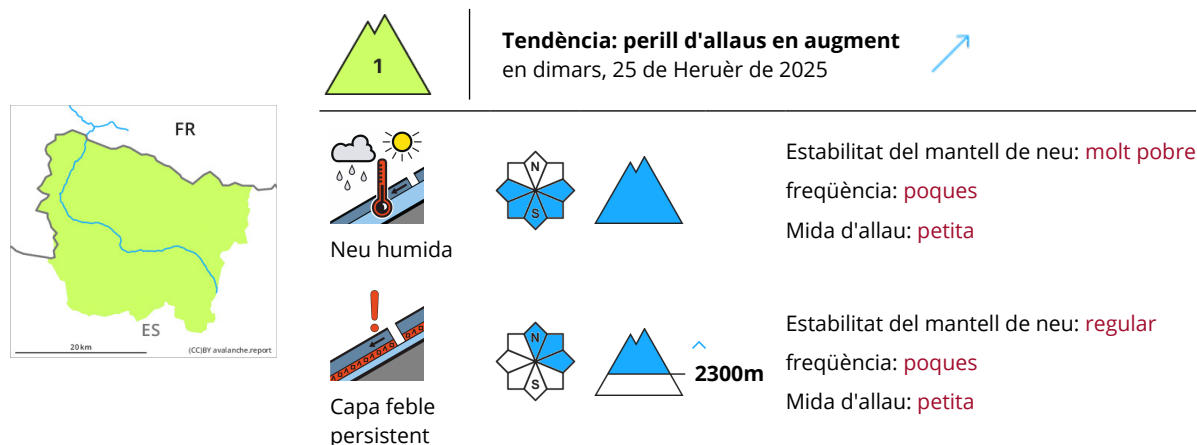 1
Tendència: perill d'allaus en augment
en dimars, 25 de Heruèr de 2025
FR
ES
20 km
(CC)BY avalanche.report
N
S
Neu humida
Estabilitat del mantell de neu: molt pobre
freqüència: poques
Mida d'allau: petita
N
S
2300m
Capa feble
persistent
Estabilitat del mantell de neu: regular
freqüència: poques
Mida d'allau: petita